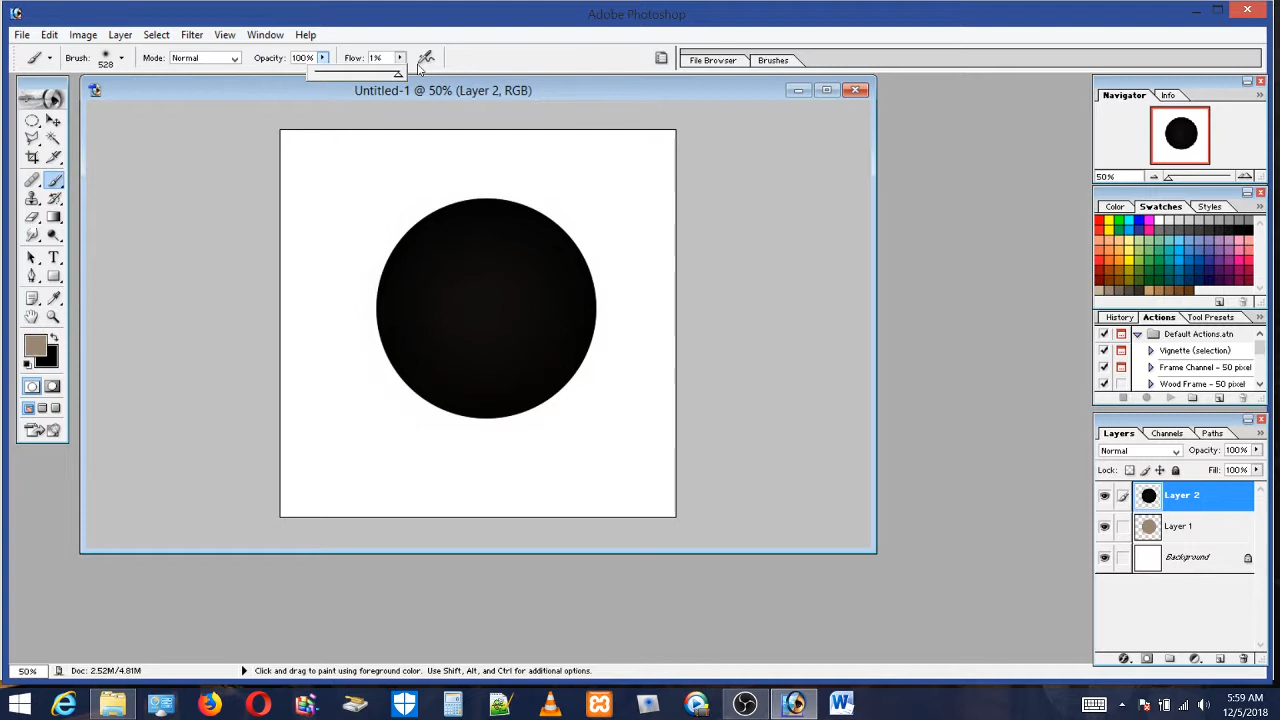 Adobe Photoshop
File Edit Image Layer Select Filter View Window Help
Brush: 528 Mode: Normal Opacity: 100% Flow: 1% File Browser Brushes
Untitled-1 @ 50% (Layer 2, RGB)
Navigator Info
50%
Color Swatches Styles
T
History Actions Tool Presets
Default Actions.atn
Vignette (selection)
Frame Channel - 50 pixel
Wood Frame - 50 pixel
Layers Channels Paths
Normal Opacity: 100%
Lock: Fill: 100%
Layer 2
Layer 1
Background
50% Doc: 2.52M/4.81M Click and drag to paint using foreground color. Use Shift, Alt, and Ctrl for additional options.
5:59 AM
12/5/2018